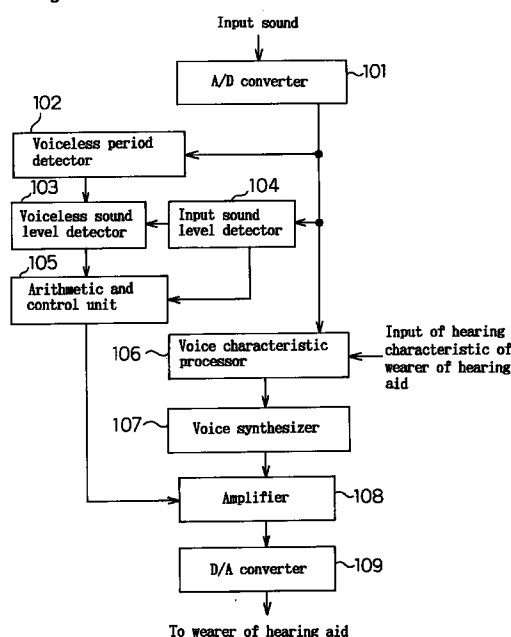 Input sound
A/D converter
101
102
Voiceless period
detector
103
104
Voiceless sound
level detector
Input sound
level detector
105
Arithmetic and
control unit
106
Voice characteristic
processor
Input of hearing
characteristic of
wearer of hearing
aid
107
Voice synthesizer
Amplifier
108
D/A converter
109
To wearer of hearing aid